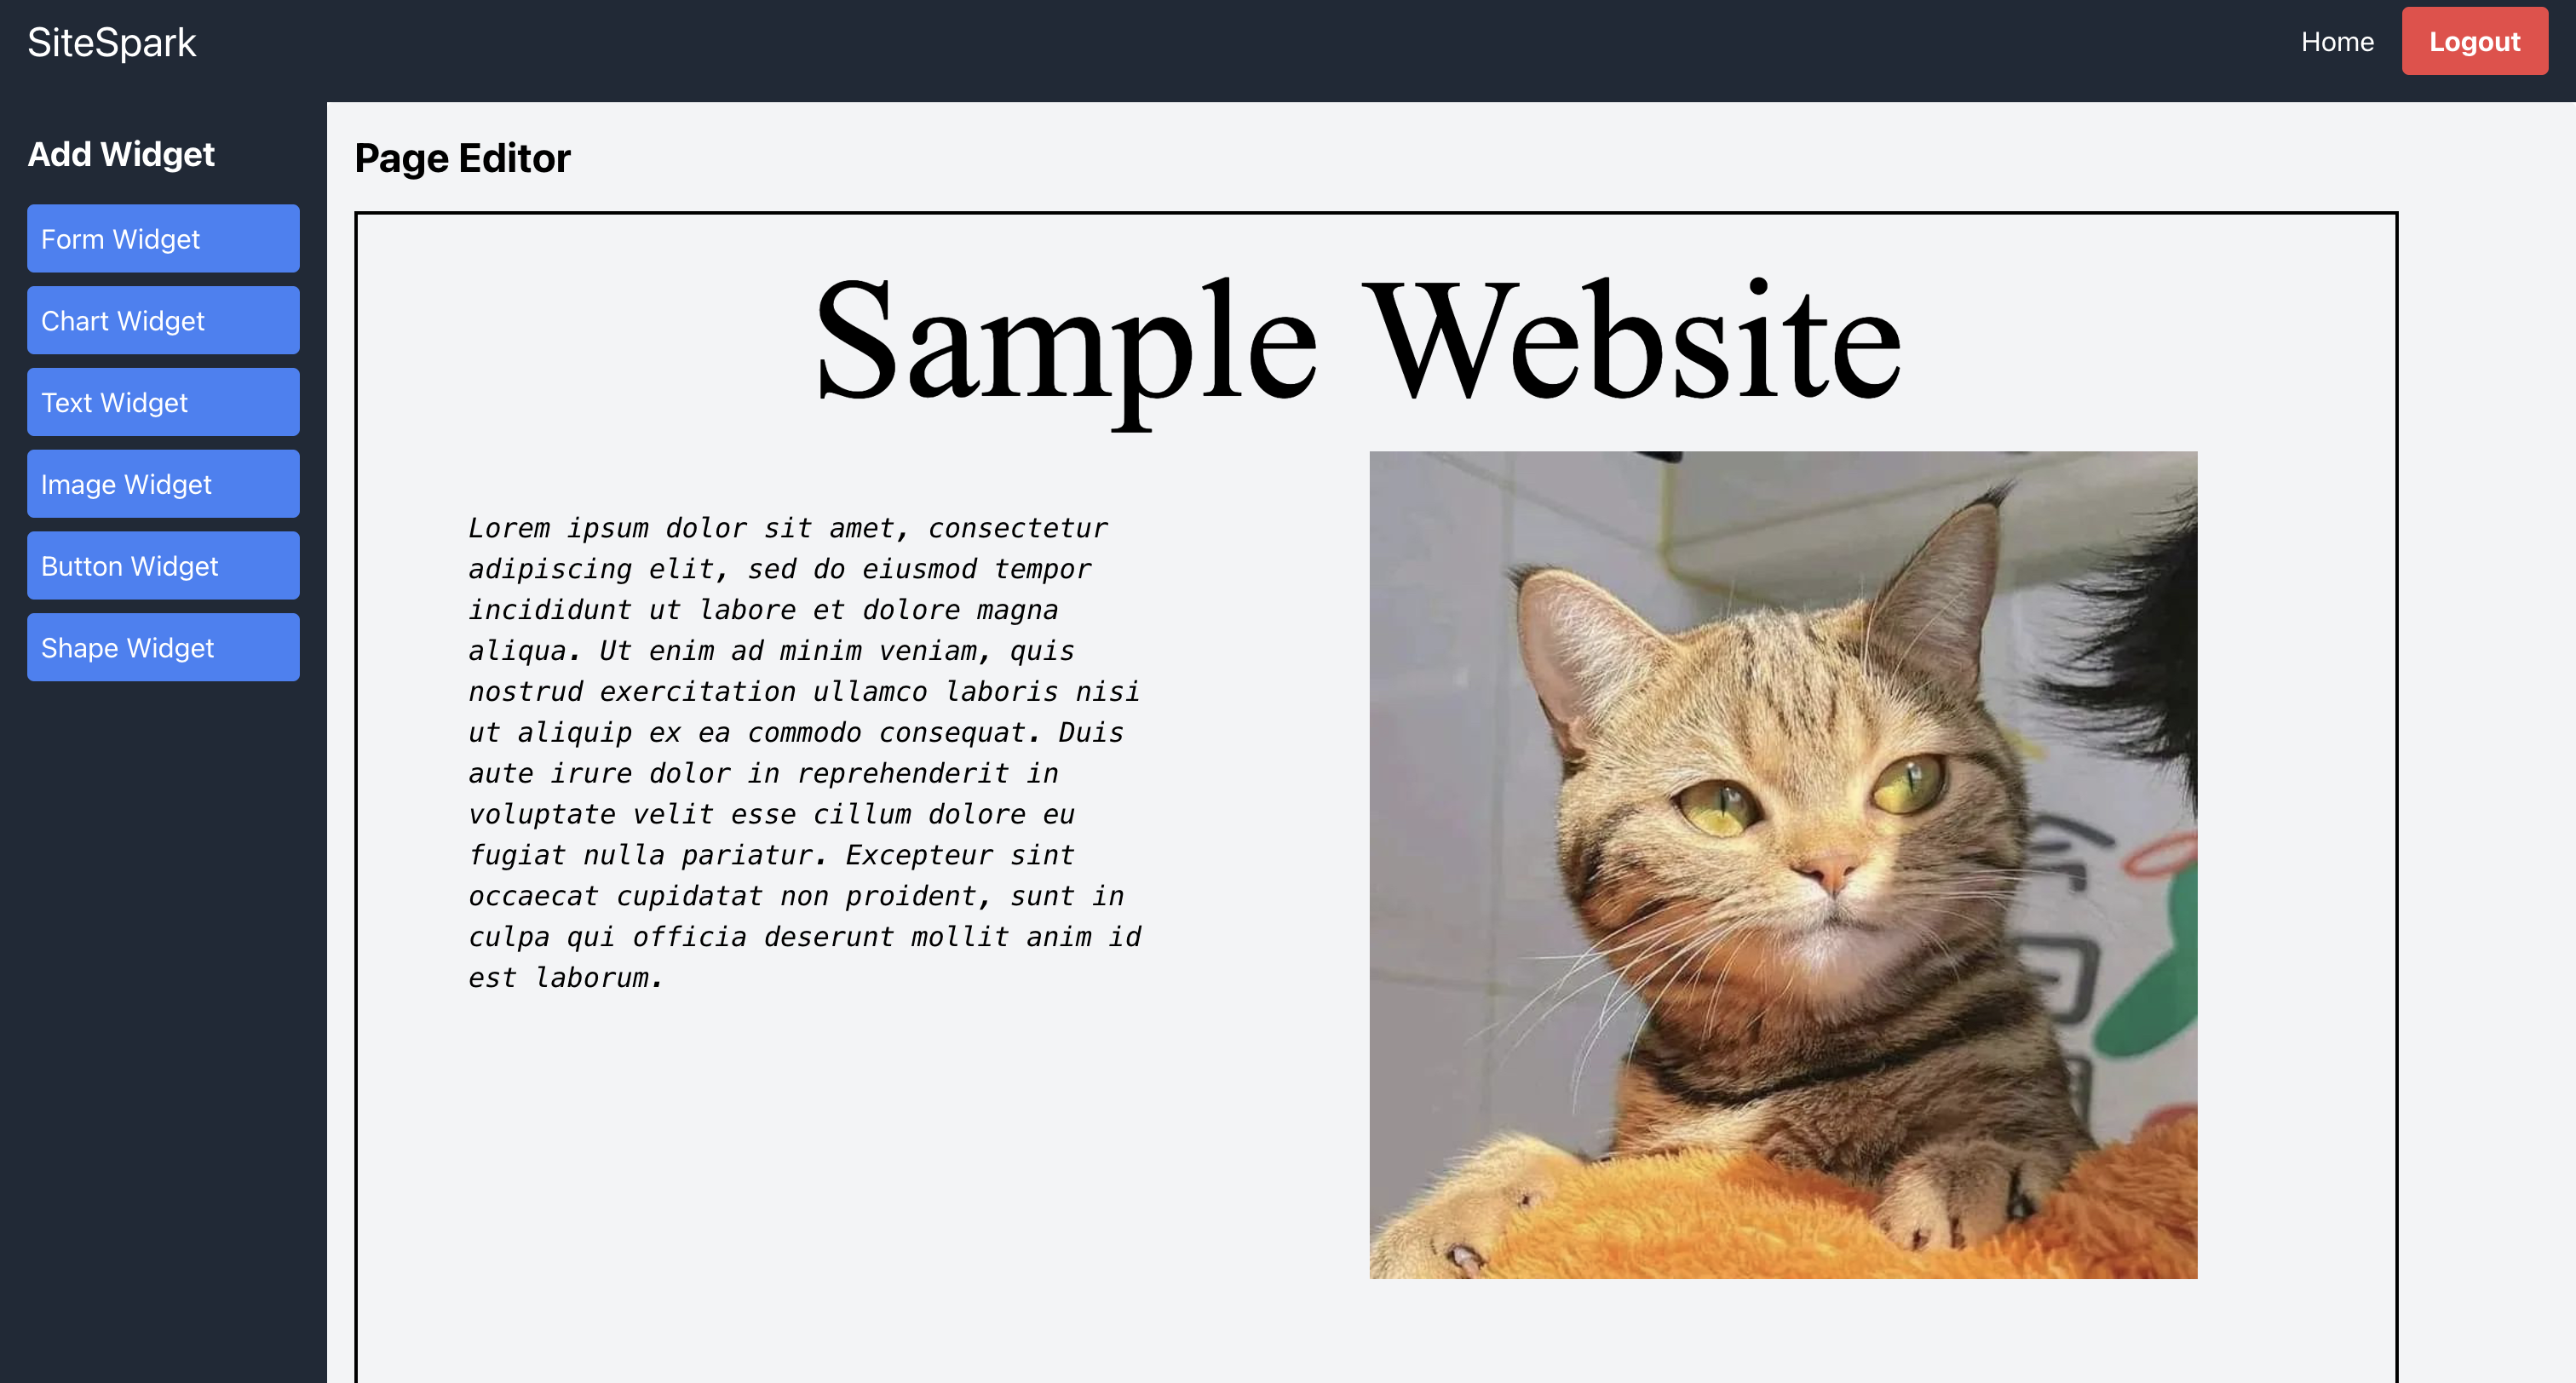 SiteSpark
Home
Logout
Add Widget
Form Widget
Chart Widget
Text Widget
Image Widget
Button Widget
Shape Widget
Page Editor
Sample Website
Lorem ipsum dolor sit amet, consectetur
adipiscing elit, sed do eiusmod tempor
incididunt ut labore et dolore magna
aliqua. Ut enim ad minim veniam, quis
nostrud exercitation ullamco laboris nisi
ut aliquip ex ea commodo consequat. Duis
aute irure dolor in reprehenderit in
voluptate velit esse cillum dolore eu
fugiat nulla pariatur. Excepteur sint
occaecat cupidatat non proident, sunt in
culpa qui officia deserunt mollit anim id
est laborum.